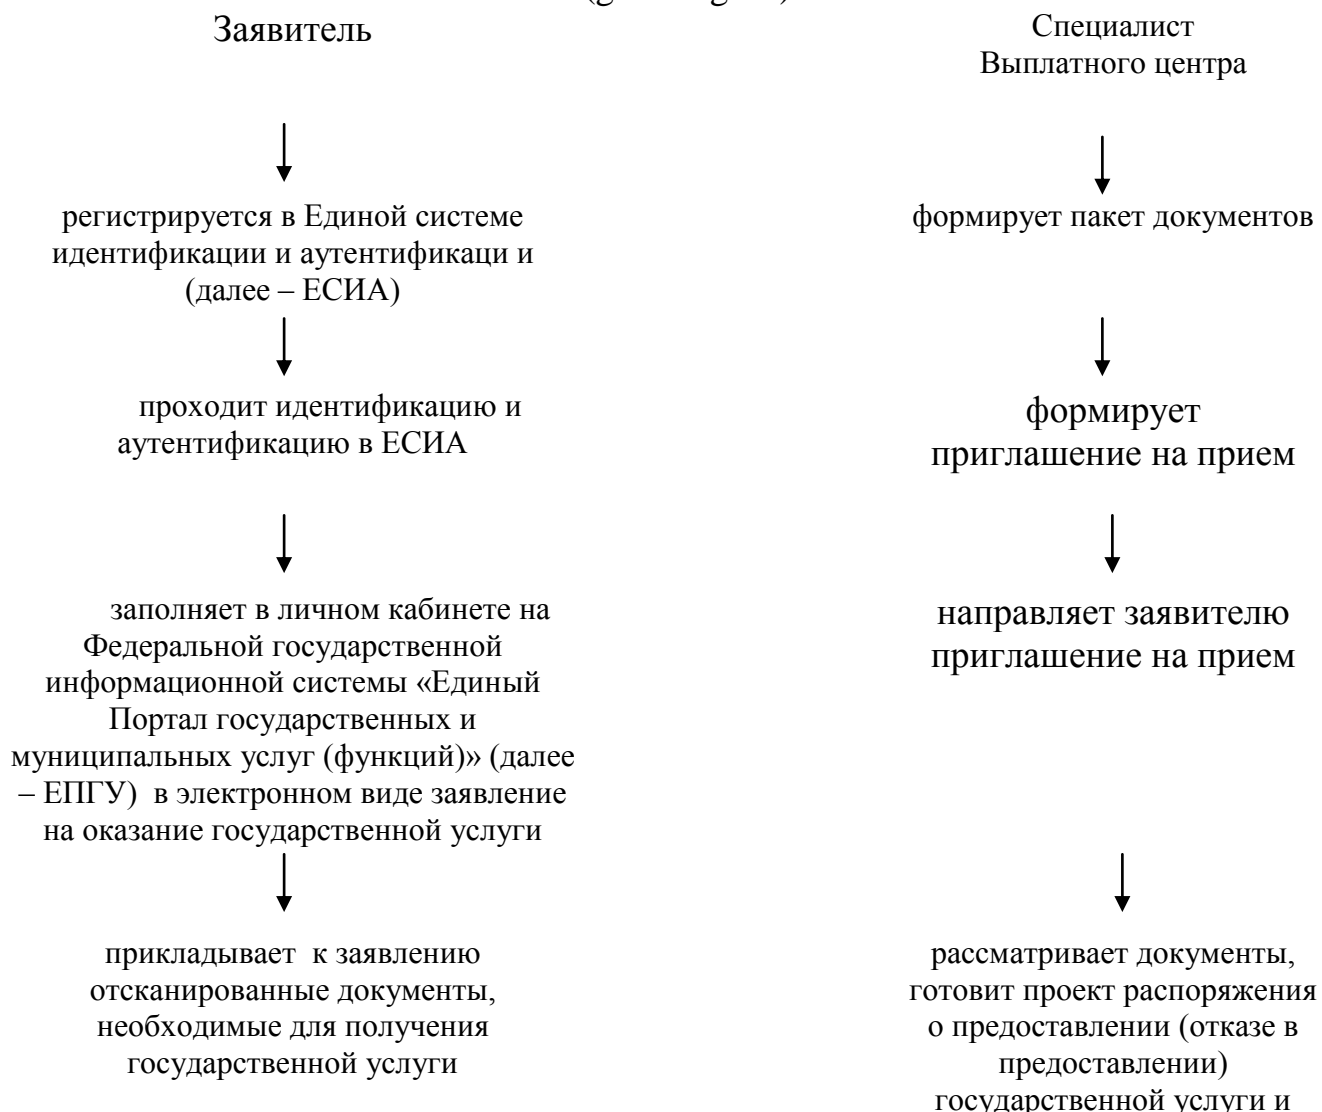 Заявитель
регистрируется в Единой системе
идентификации и аутентификаци и
(далее – ЕСИА)
проходит идентификацию и
аутентификацию в ЕСИА
заполняет в личном кабинете на
Федеральной государственной
информационной системы «Единый
Портал государственных и
муниципальных услуг (функций)» (далее
– ЕПГУ) в электронном виде заявление
на оказание государственной услуги
прикладывает к заявлению
отсканированные документы,
необходимые для получения
государственной услуги
Специалист
Выплатного центра
формирует пакет документов
формирует
приглашение на прием
направляет заявителю
приглашение на прием
рассматривает документы,
готовит проект распоряжения
о предоставлении (отказе в
предоставлении)
государственной услуги и